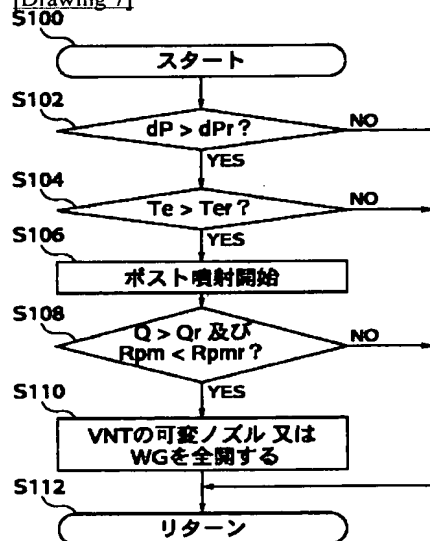 [Drawing 7]
S100
スタート
S102
dP > dPr ?
NO
YES
S104
Te > Ter ?
NO
YES
S106
ポスト噴射開始
S108
Q > Qr 及び
Rpm < Rpmr ?
NO
YES
S110
VNTの可変ノズル 又は
WGを全開する
S112
リターン